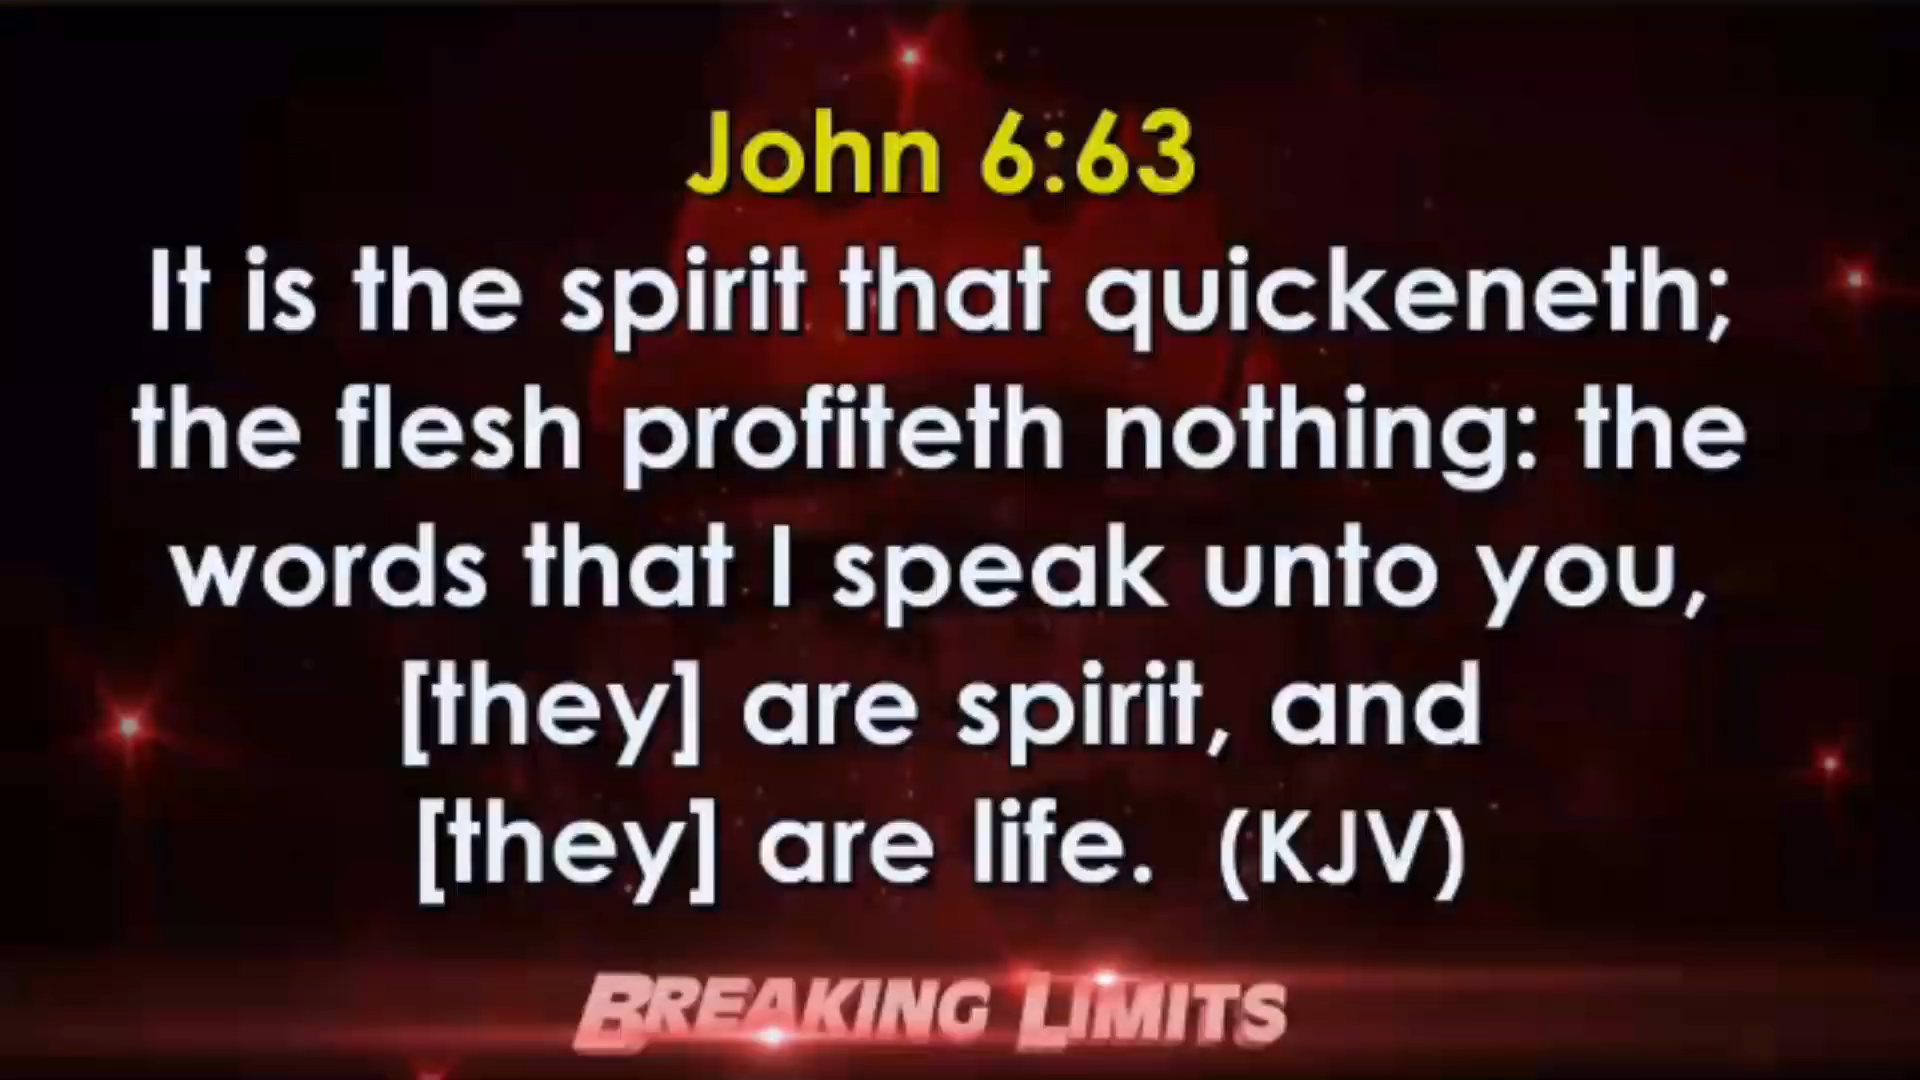 John 6:63
It is the spirit that quickeneth;
the flesh profiteth nothing: the
words that I speak unto you,
[they] are spirit, and
[they] are life. (KJV)
BREAKING LIMITS